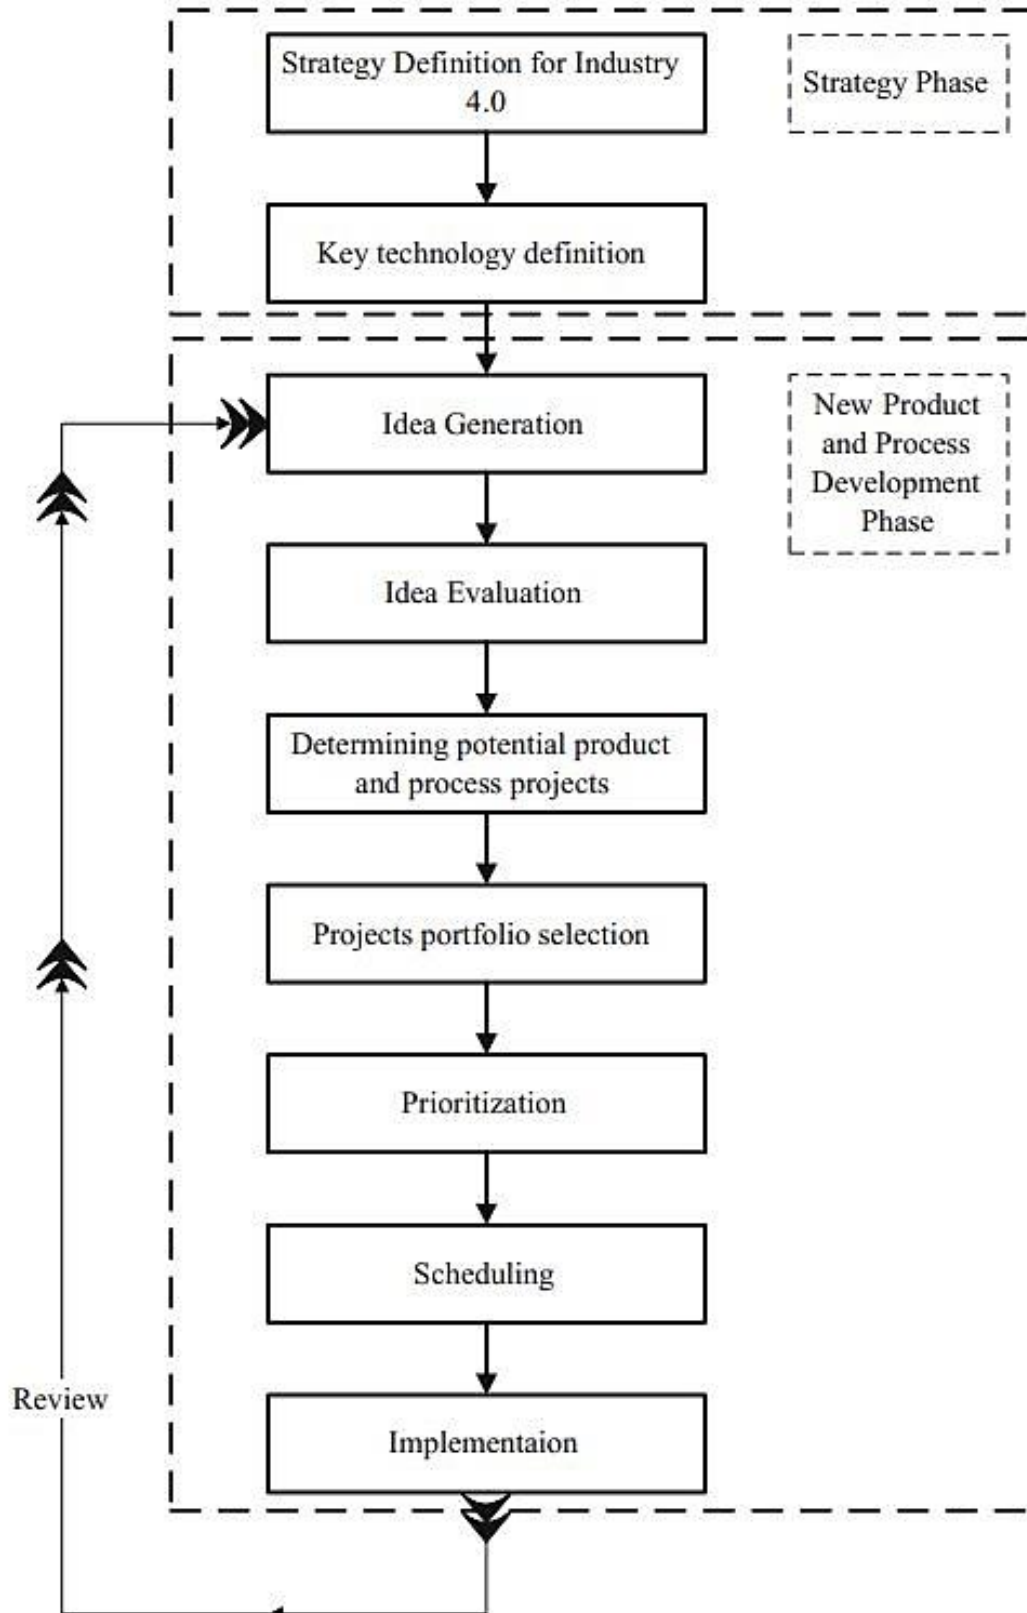 Strategy Definition for Industry
4.0
Strategy Phase
Key technology definition
Idea Generation
New Product
and Process
Development
Phase
Idea Evaluation
Determining potential product
and process projects
Projects portfolio selection
Prioritization
Scheduling
Review
Implementaion